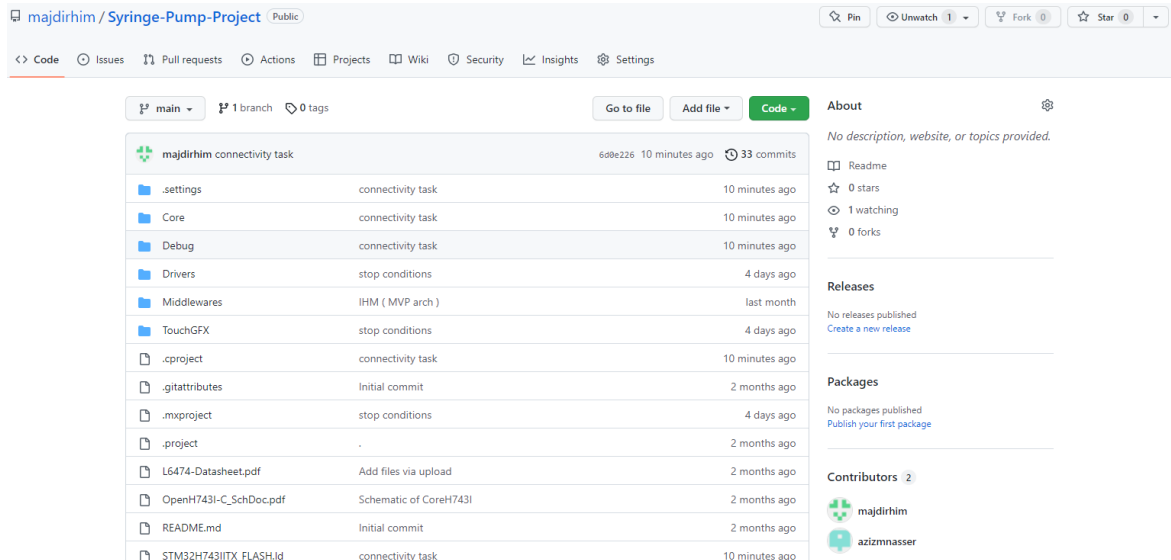 majdirhim / Syringe-Pump-Project Public
Pin
Unwatch 1
Fork 0
Star 0
Code
Issues
Pull requests
Actions
Projects
Wiki
Security
Insights
Settings
main
1 branch
0 tags
Go to file
Add file
Code
majdirhim connectivity task 6d0e226 10 minutes ago 33 commits
.settings connectivity task 10 minutes ago
Core connectivity task 10 minutes ago
Debug connectivity task 10 minutes ago
Drivers stop conditions 4 days ago
Middlewares IHM ( MVP arch ) last month
TouchGFX stop conditions 4 days ago
.cproject connectivity task 10 minutes ago
.gitattributes Initial commit 2 months ago
.mxproject stop conditions 4 days ago
.project . 2 months ago
L6474-Datasheet.pdf Add files via upload 2 months ago
OpenH743I-C_SchDoc.pdf Schematic of CoreH743I 2 months ago
README.md Initial commit 2 months ago
STM32H743IITX_FLASH.ld connectivity task 10 minutes ago
About
No description, website, or topics provided.
Readme
0 stars
1 watching
0 forks
Releases
No releases published
Create a new release
Packages
No packages published
Publish your first package
Contributors 2
majdirhim
azizmnasser